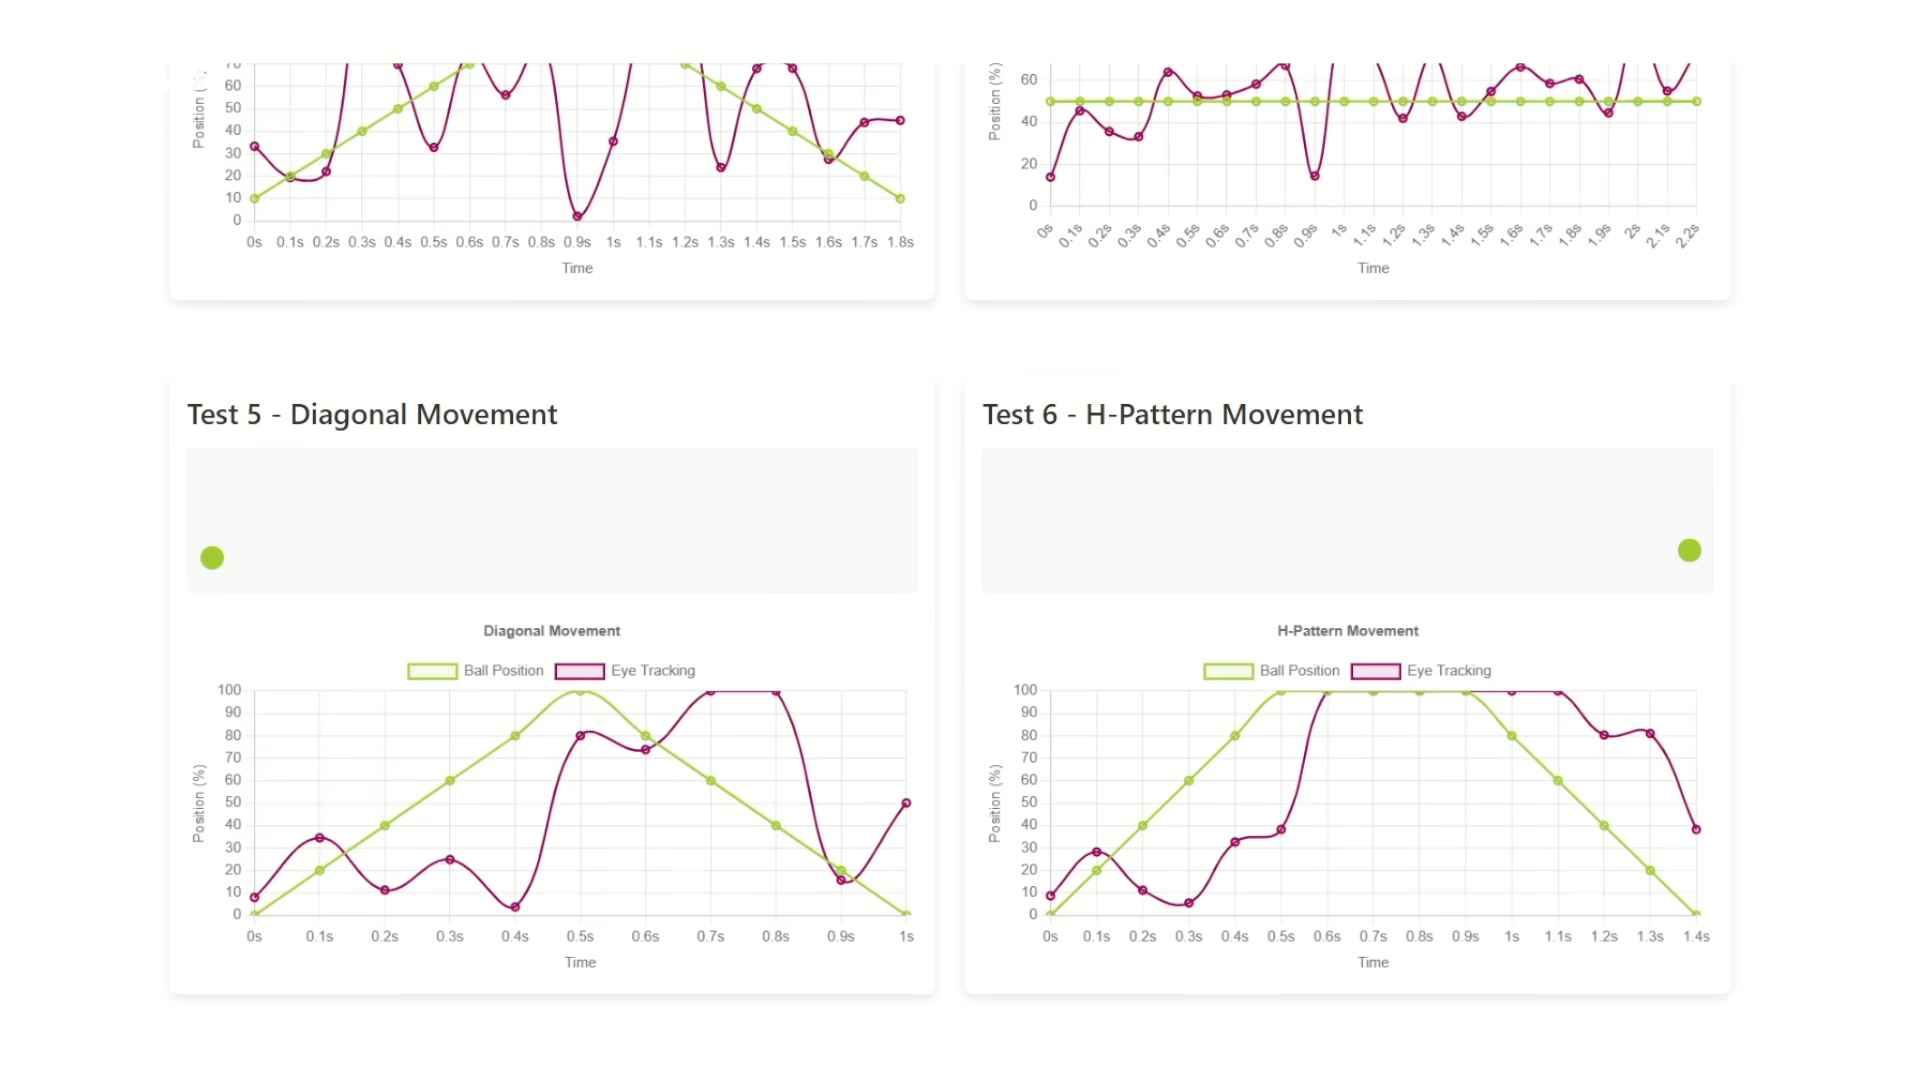 70
60
50
40
30
20
10
0
Position (%)
0s 0.1s 0.2s 0.3s 0.4s 0.5s 0.6s 0.7s 0.8s 0.9s 1s 1.1s 1.2s 1.3s 1.4s 1.5s 1.6s 1.7s 1.8s
Time
60
40
20
0
Position (%)
0s 0.1s 0.2s 0.3s 0.4s 0.5s 0.6s 0.7s 0.8s 0.9s 1s 1.1s 1.2s 1.3s 1.4s 1.5s 1.6s 1.7s 1.8s 1.9s 2s 2.1s 2.2s
Time
Test 5 - Diagonal Movement
Diagonal Movement
Ball Position Eye Tracking
100
90
80
70
60
50
40
30
20
10
0
Position (%)
0s 0.1s 0.2s 0.3s 0.4s 0.5s 0.6s 0.7s 0.8s 0.9s 1s
Time
Test 6 - H-Pattern Movement
H-Pattern Movement
Ball Position Eye Tracking
100
90
80
70
60
50
40
30
20
10
0
Position (%)
0s 0.1s 0.2s 0.3s 0.4s 0.5s 0.6s 0.7s 0.8s 0.9s 1s 1.1s 1.2s 1.3s 1.4s
Time